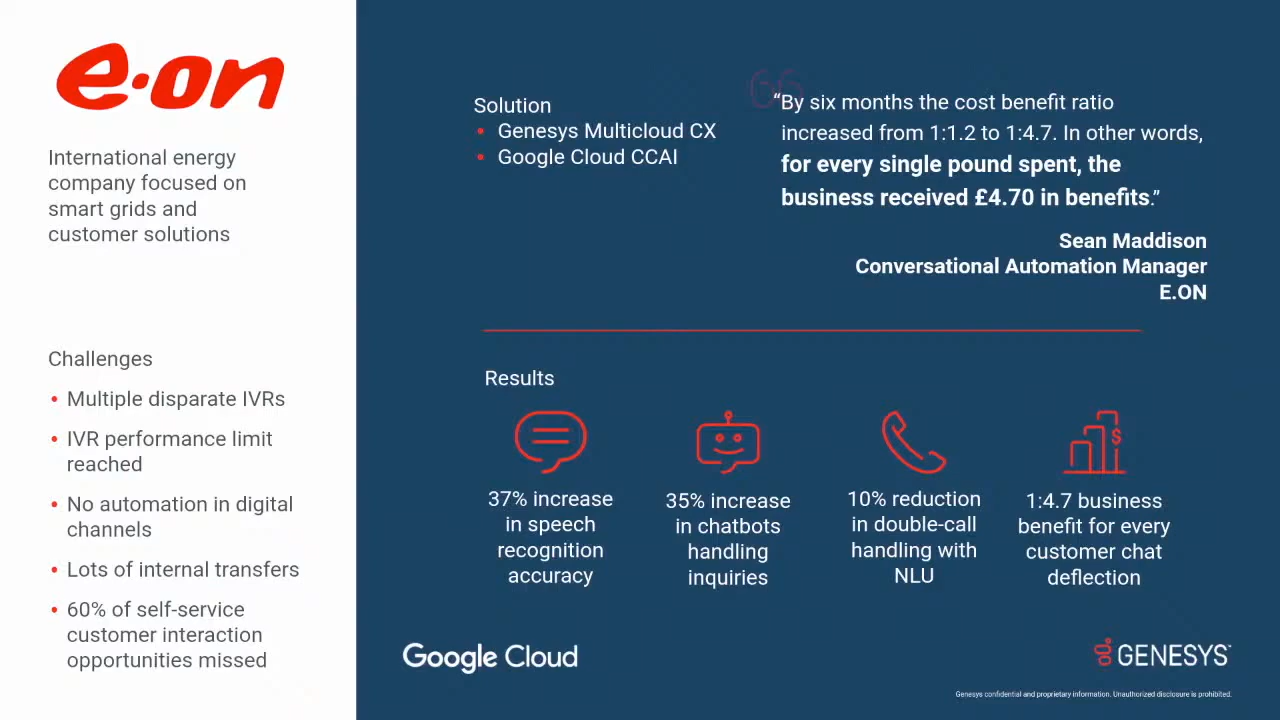 e·on
International energy
company focused on
smart grids and
customer solutions
Challenges
• Multiple disparate IVRs
• IVR performance limit
reached
• No automation in digital
channels
• Lots of internal transfers
• 60% of self-service
customer interaction
opportunities missed
Solution
• Genesys Multicloud CX
• Google Cloud CCAI
“By six months the cost benefit ratio
increased from 1:1.2 to 1:4.7. In other words,
for every single pound spent, the
business received £4.70 in benefits.”
Sean Maddison
Conversational Automation Manager
E.ON
Results
37% increase
in speech
recognition
accuracy
35% increase
in chatbots
handling
inquiries
10% reduction
in double-call
handling with
NLU
$
1:4.7 business
benefit for every
customer chat
deflection
Google Cloud
GENESYS™
Genesys confidential and proprietary information. Unauthorized disclosure is prohibited.